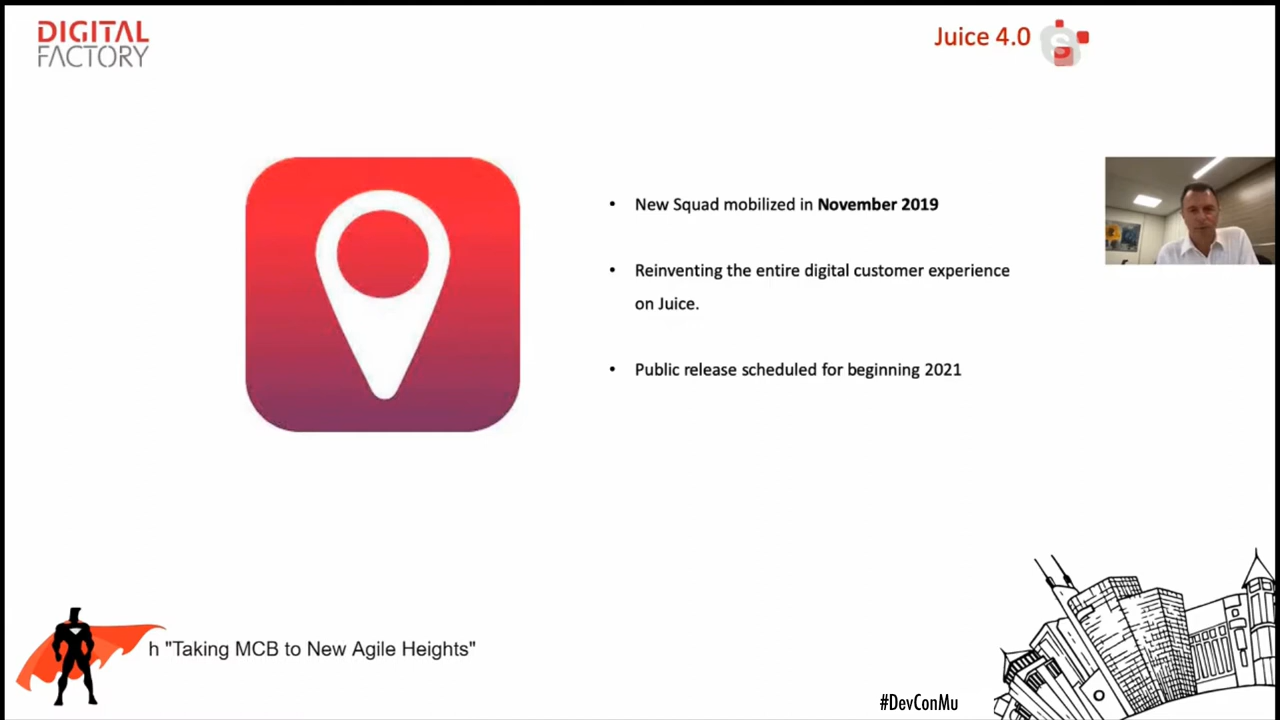 DIGITAL
FACTORY
Juice 4.0
S
• New Squad mobilized in November 2019
• Reinventing the entire digital customer experience
on Juice.
• Public release scheduled for beginning 2021
h "Taking MCB to New Agile Heights"
#DevConMu